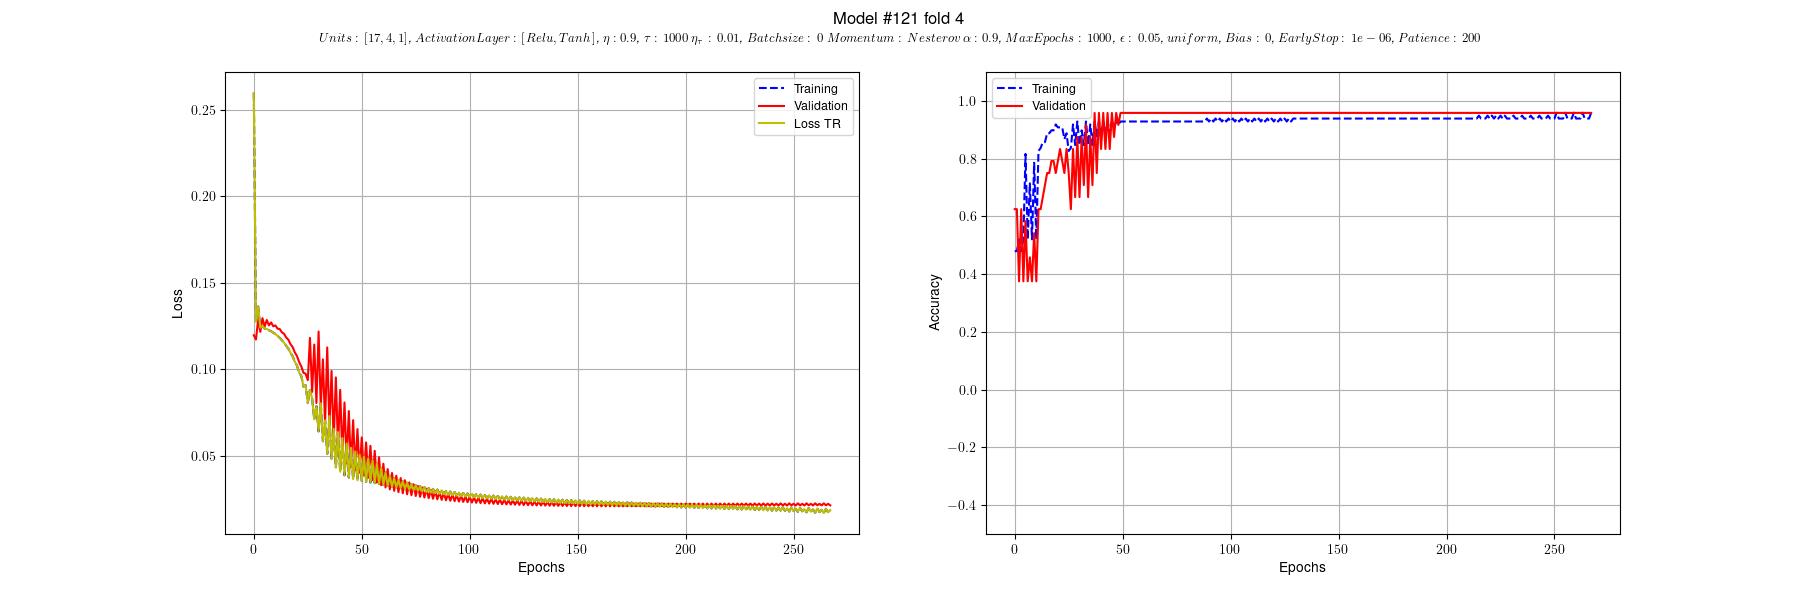 Model #121 fold 4
Units : [17, 4, 1], ActivationLayer : [Relu, Tanh], η : 0.9, τ : 1000 ητ : 0.01, Batchsize : 0 Momentum : Nesterov α : 0.9, MaxEpochs : 1000, ϵ : 0.05, uniform, Bias : 0, EarlyStop : 1e − 06, Patience : 200
Training
Validation
Loss TR
0.25
0.20
0.15
0.10
0.05
Loss
0 50 100 150 200 250
Epochs
Training
Validation
1.0
0.8
0.6
0.4
0.2
0.0
−0.2
−0.4
Accuracy
0 50 100 150 200 250
Epochs